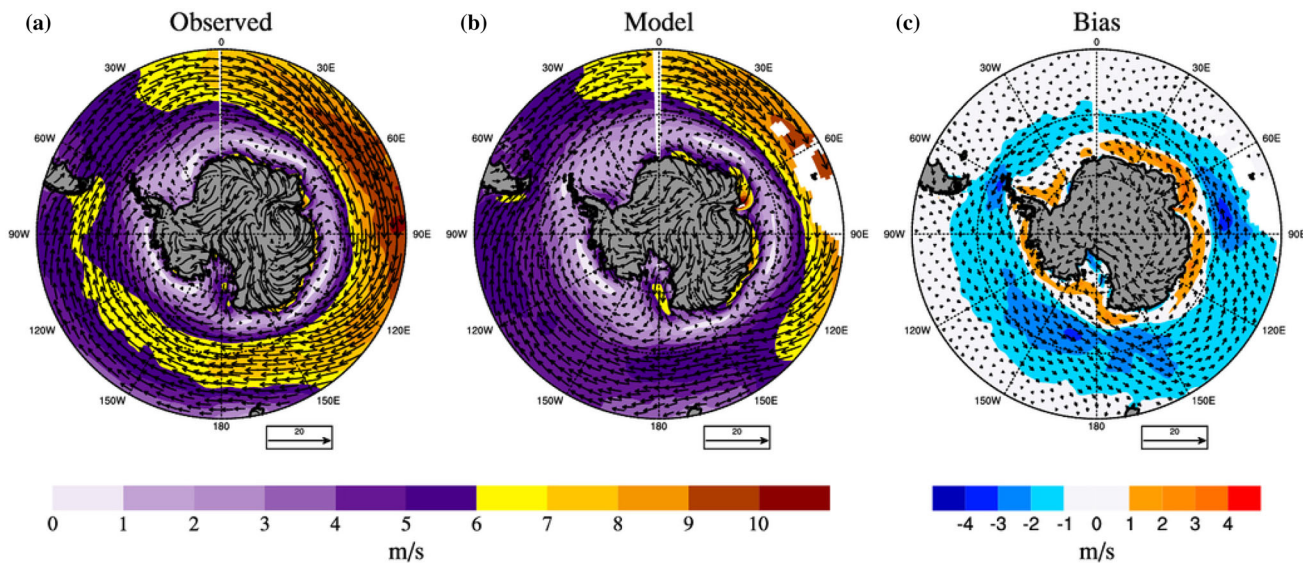 (a) Observed (b) Model (c) Bias
0 0 0
30W 30E 30W 30E 30W 30E
60W 60E 60W 60E 60W 60E
90W 90E 90W 90E 90W 90E
120W 120E 120W 120E 120W 120E
150W 150E 150W 150E 150W 150E
180 180 180
20 20 20
0 1 2 3 4 5 6 7 8 9 10 -4 -3 -2 -1 0 1 2 3 4
m/s m/s